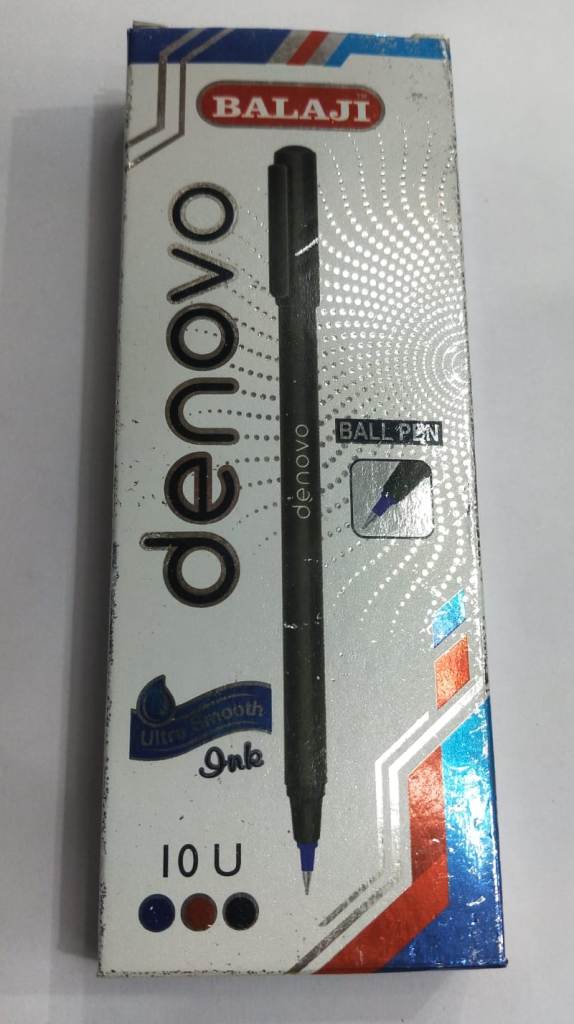 BALAJI
denovo
denovo
BALL PEN
Ultra Smooth
Ink
10 U